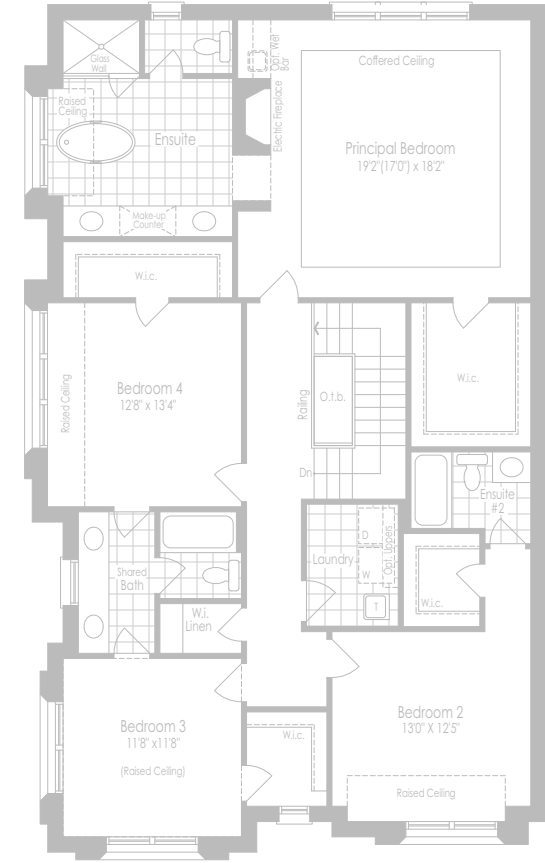 Glass
Wall
Opt. Wet
Bar
Coffered Ceiling
Raised
Ceiling
Ensuite
Electric Fireplace
Principal Bedroom
19'2"(17'0") x 18'2"
Make-up
Counter
W.i.c.
Raised Ceiling
Bedroom 4
12'8" x 13'4"
Railing
O.t.b.
Dn
W.i.c.
Ensuite
#2
Shared
Bath
Laundry
D
W
Opt. Uppers
T
W.i.c.
W.i.
Linen
Bedroom 3
11'8" x11'8"
(Raised Ceiling)
W.i.c.
Bedroom 2
13'0" X 12'5"
Raised Ceiling